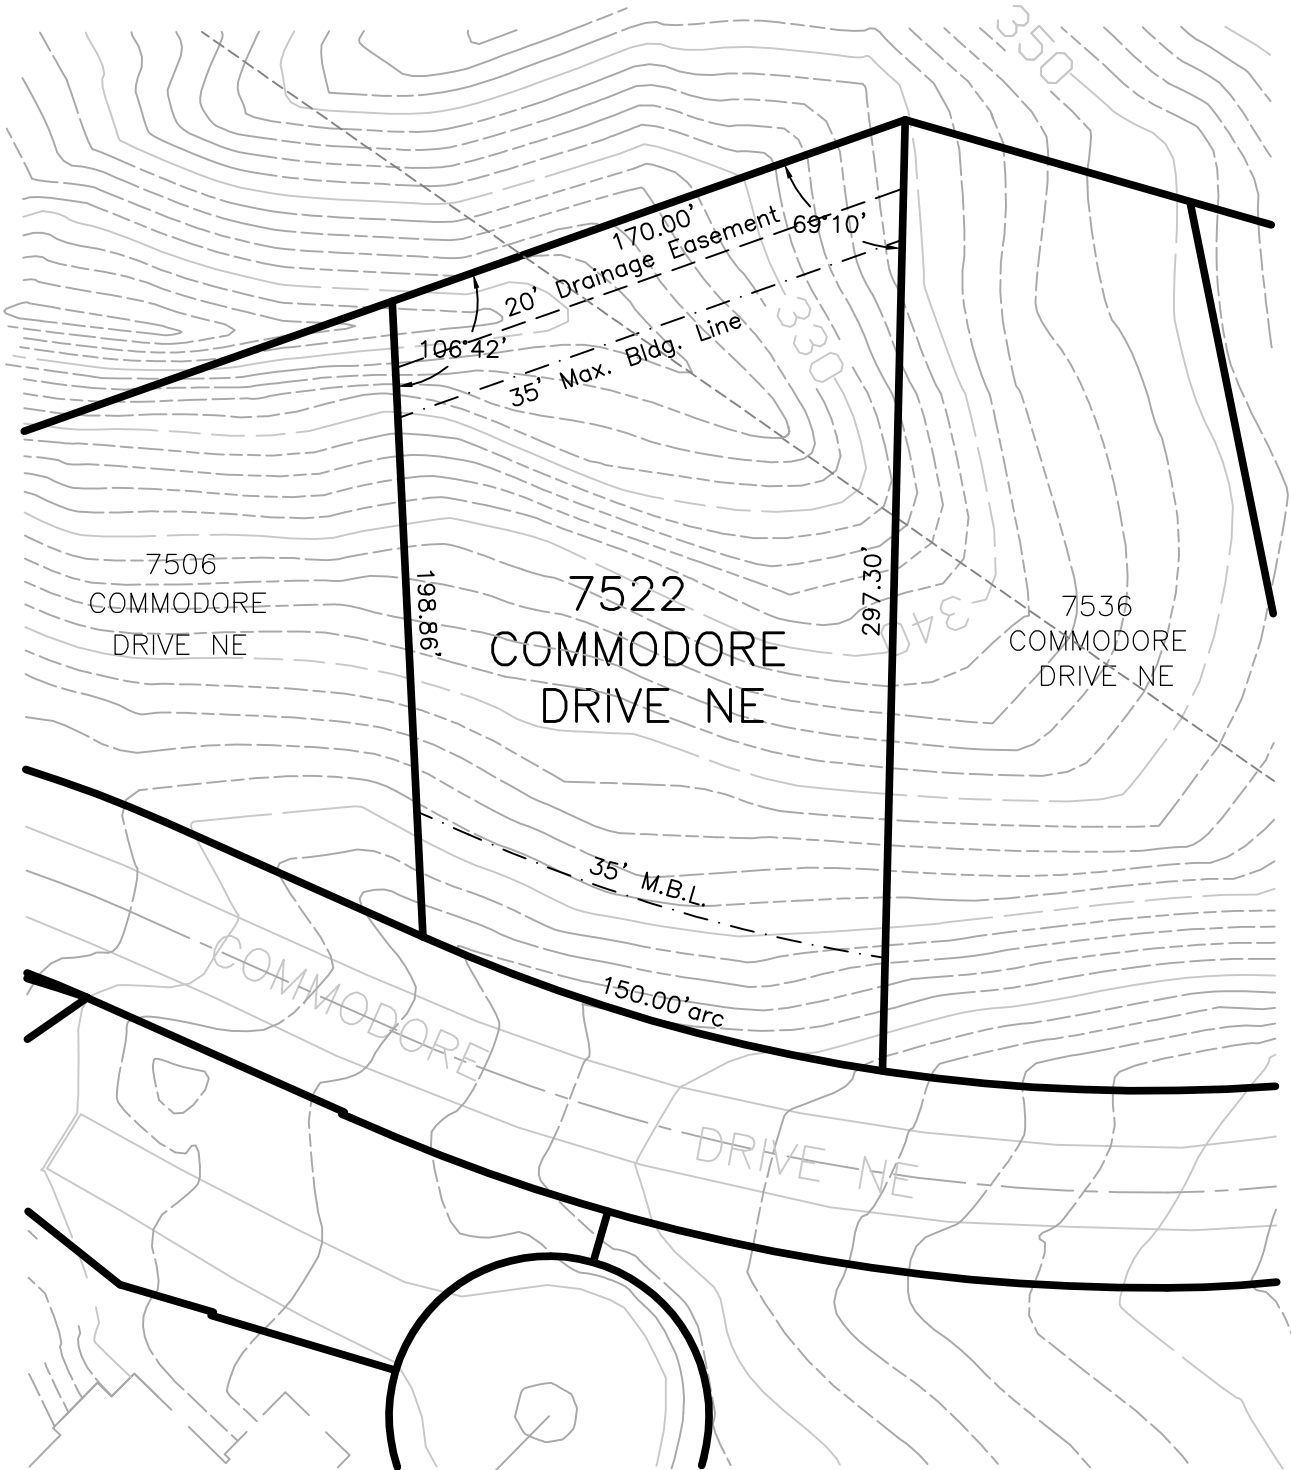 350
170.00'
20' Drainage Easement
69°10'
330
106°42'
35' Max. Bldg. Line
7506
COMMODORE
DRIVE NE
198.86'
7522
COMMODORE
DRIVE NE
297.30'
340
7536
COMMODORE
DRIVE NE
35' M.B.L.
150.00' arc
COMMODORE
DRIVE NE